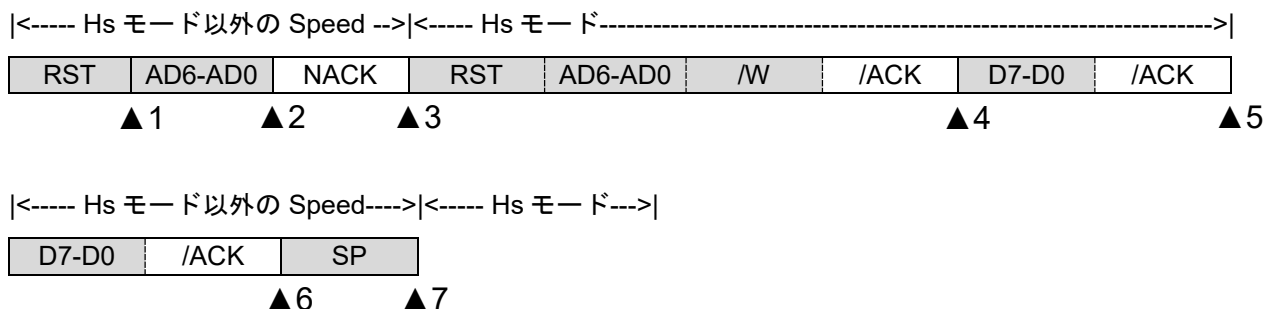 |<----- Hs モード以外の Speed -->|<----- Hs モード----------------------------------------------------------------------------->|
RST AD6-AD0 NACK RST AD6-AD0 /W /ACK D7-D0 /ACK
▲1 ▲2 ▲3 ▲4 ▲5
|<----- Hs モード以外の Speed---->|<----- Hs モード--->|
D7-D0 /ACK SP
▲6 ▲7